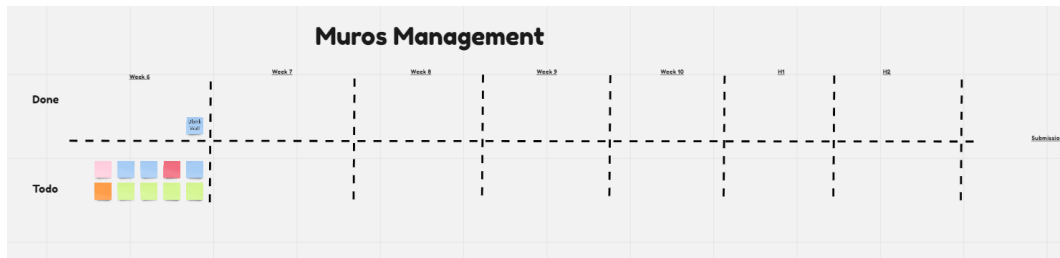 Muros Management
Week 6
Week 7
Week 8
Week 9
Week 10
H1
H2
Done
Todo